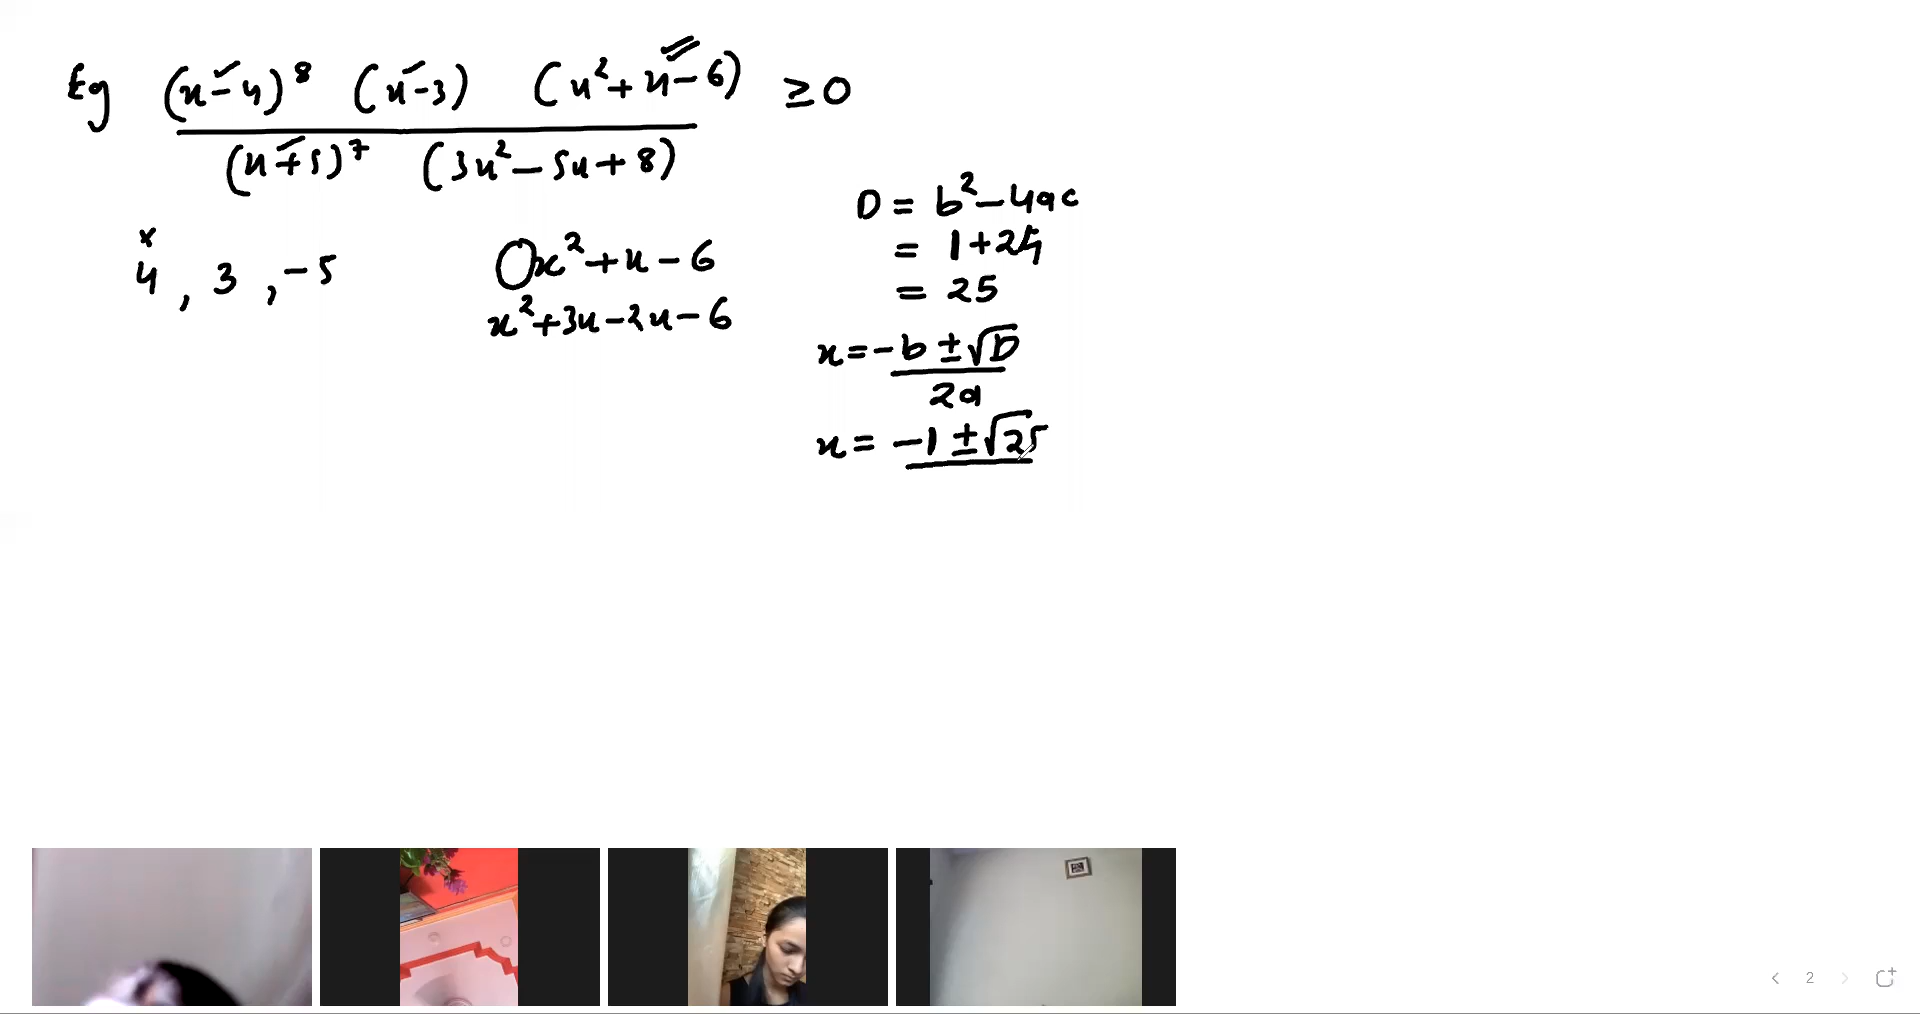 Eg (x-4)^8 (x-3) (x²+x-6) ≥0
(x+5)^7 (3x²-5x+8)
x
4, 3, -5
x²+x-6
x²+3x-2x-6
D = b²-4ac
= 1+24
= 25
x = -b ± √D
2a
x = -1 ± √25
2